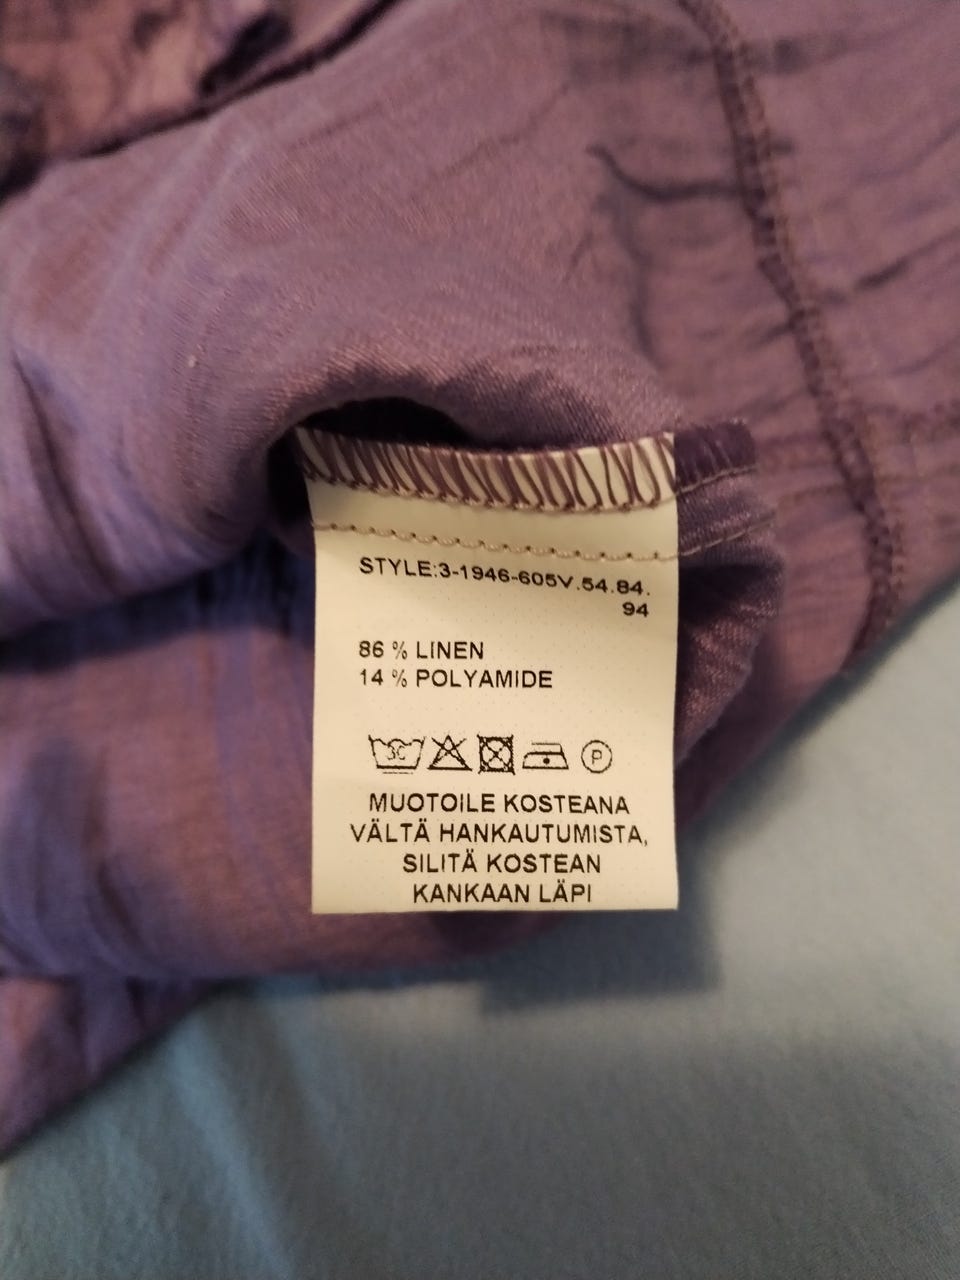 STYLE:3-1946-605V.54.84.
94
86 % LINEN
14 % POLYAMIDE
30 P
MUOTOILE KOSTEANA
VÄLTÄ HANKAUTUMISTA,
SILITÄ KOSTEAN
KANKAAN LÄPI